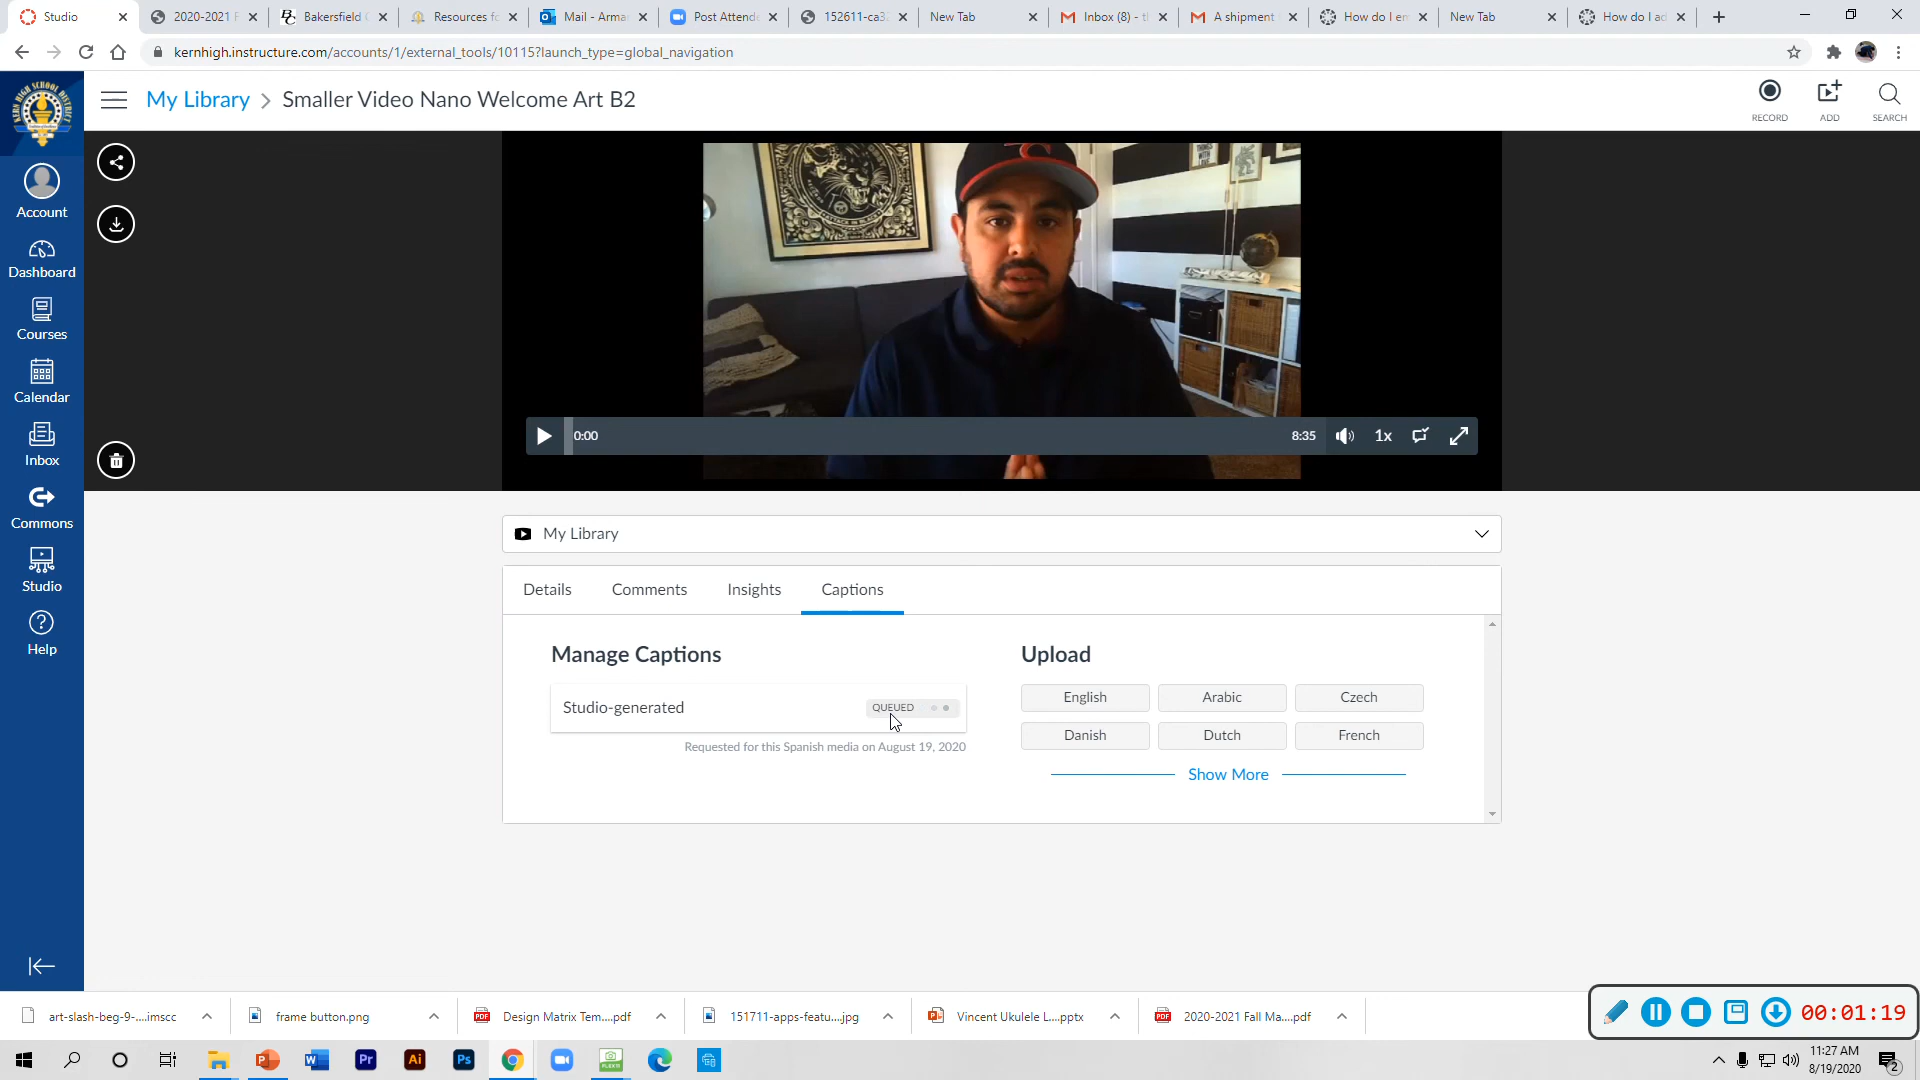 Studio
2020-2021 F
Bakersfield C
Resources fo
Mail - Arman
Post Attende
152611-ca32
New Tab
Inbox (8) - t
A shipment
How do I em
New Tab
How do I ad
kernhigh.instructure.com/accounts/1/external_tools/10115?launch_type=global_navigation
My Library > Smaller Video Nano Welcome Art B2
RECORD
ADD
SEARCH
Account
Dashboard
Courses
Calendar
Inbox
Commons
Studio
Help
0:00
8:35
1x
My Library
Details
Comments
Insights
Captions
Manage Captions
Studio-generated
QUEUED
Requested for this Spanish media on August 19, 2020
Upload
English
Arabic
Czech
Danish
Dutch
French
Show More
art-slash-beg-9-....imscc
frame button.png
Design Matrix Tem....pdf
151711-apps-featu....jpg
Vincent Ukulele L....pptx
2020-2021 Fall Ma....pdf
00:01:19
11:27 AM
8/19/2020
2